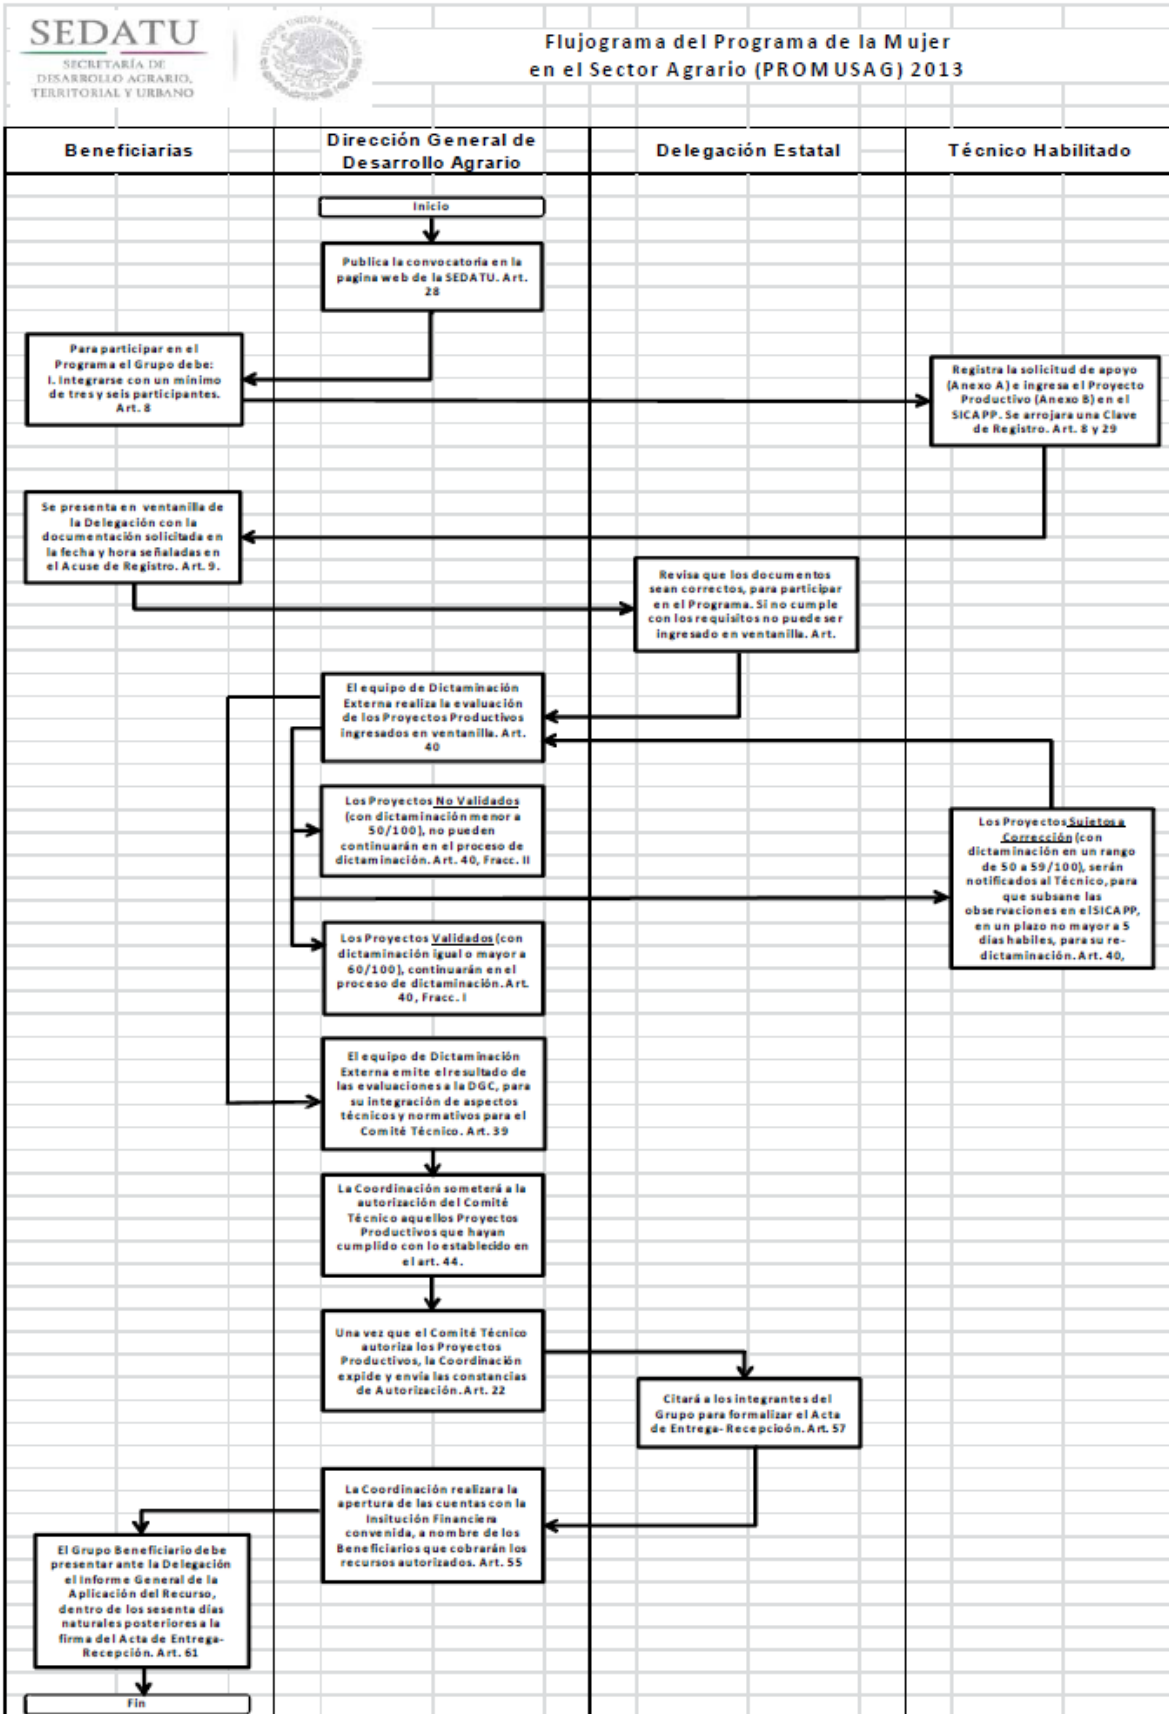 SEDATU
SECRETARÍA DE
DESARROLLO AGRARIO,
TERRITORIAL Y URBANO
ESTADOS UNIDOS MEXICANOS
Flujograma del Programa de la Mujer
en el Sector Agrario (PROMUSAG) 2013
Beneficiarias
Dirección General de
Desarrollo Agrario
Delegación Estatal
Técnico Habilitado
Inicio
Publica la convocatoria en la
pagina web de la SEDATU. Art.
28
Para participar en el
Programa el Grupo debe:
I. Integrarse con un mínimo
de tres y seis participantes.
Art. 8
Registra la solicitud de apoyo
(Anexo A) e ingresa el Proyecto
Productivo (Anexo B) en el
SICAPP. Se arrojara una Clave
de Registro. Art. 8 y 29
Se presenta en ventanilla de
la Delegación con la
documentación solicitada en
la fecha y hora señaladas en
el Acuse de Registro. Art. 9.
Revisa que los documentos
sean correctos, para participar
en el Programa. Si no cumple
con los requisitos no puede ser
ingresado en ventanilla. Art.
El equipo de Dictaminación
Externa realiza la evaluación
de los Proyectos Productivos
ingresados en ventanilla. Art.
40
Los Proyectos No Validados
(con dictaminación menor a
50/100), no pueden
continuarán en el proceso de
dictaminación. Art. 40, Fracc. II
Los Proyectos Sujetos a
Corrección (con
dictaminación en un rango
de 50 a 59/100), serán
notificados al Técnico, para
que subsane las
observaciones en el SICAPP,
en un plazo no mayor a 5
días habiles, para su re-
dictaminación. Art. 40,
Los Proyectos Validados (con
dictaminación igual o mayor a
60/100), continuarán en el
proceso de dictaminación. Art.
40, Fracc. I
El equipo de Dictaminación
Externa emite el resultado de
las evaluaciones a la DGC, para
su integración de aspectos
técnicos y normativos para el
Comité Técnico. Art. 39
La Coordinación someterá a la
autorización del Comité
Técnico aquellos Proyectos
Productivos que hayan
cumplido con lo establecido en
el art. 44.
Una vez que el Comité Técnico
autoriza los Proyectos
Productivos, la Coordinación
expide y envía las constancias
de Autorización. Art. 22
Citará a los integrantes del
Grupo para formalizar el Acta
de Entrega- Recepcioón. Art. 57
La Coordinación realizara la
apertura de las cuentas con la
Insitución Financiera
convenida, a nombre de los
Beneficiarios que cobrarán los
recursos autorizados. Art. 55
El Grupo Beneficiario debe
presentar ante la Delegación
el Informe General de la
Aplicación del Recurso,
dentro de los sesenta días
naturales posteriores a la
firma del Acta de Entrega-
Recepción. Art. 61
Fin